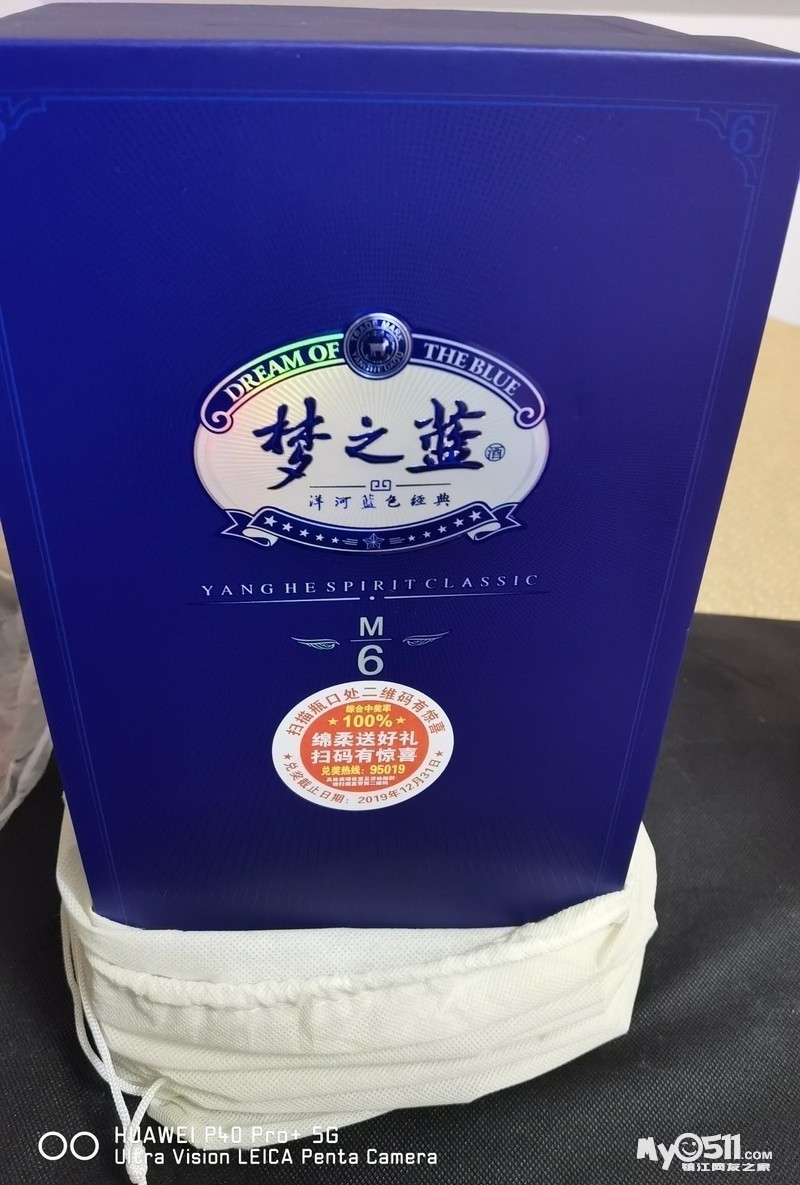 6
DREAM OF THE BLUE
TRADE MARK
梦之蓝
酒
洋河蓝色经典
YANGHE SPIRIT CLASSIC
M
6
扫描瓶口处二维码有惊喜
综合中奖率
★100%★
绵柔送好礼
扫码有惊喜
兑奖热线：95019
★兑奖截止日期：2019年12月31日★
HUAWEI P40 Pro+ 5G
Ultra Vision LEICA Penta Camera
My0511.COM
镇江网友之家